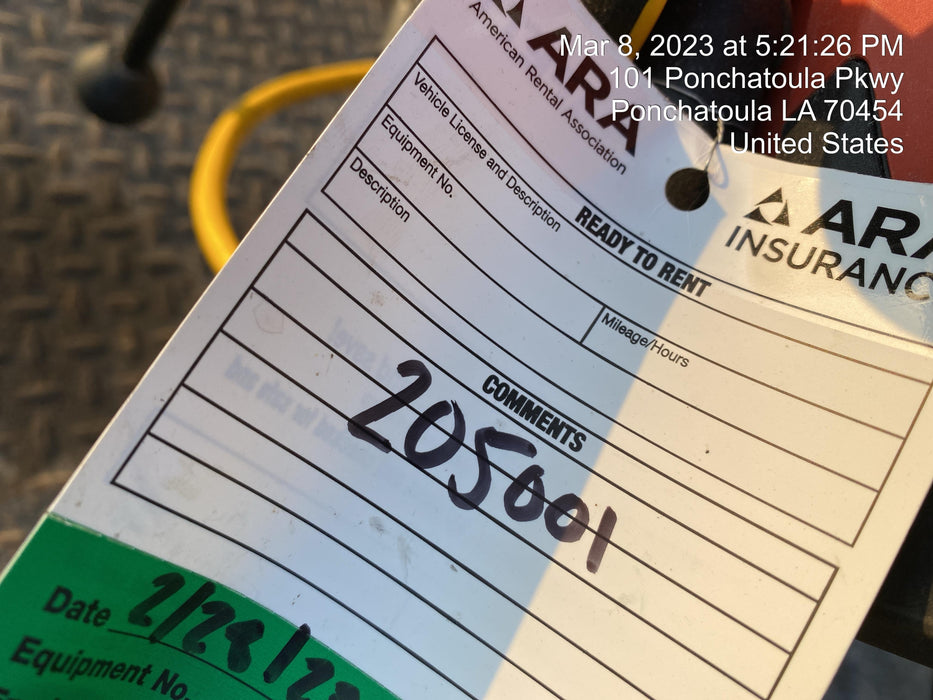 Mar 8, 2023 at 5:21:26 PM
101 Ponchatoula Pkwy
Ponchatoula LA 70454
United States
ARA
American Rental Association
ARA
INSURANC
READY TO RENT
Vehicle License and Description
Equipment No.
Mileage/Hours
Description
COMMENTS
205001
Date 2/28/23
Equipment No.